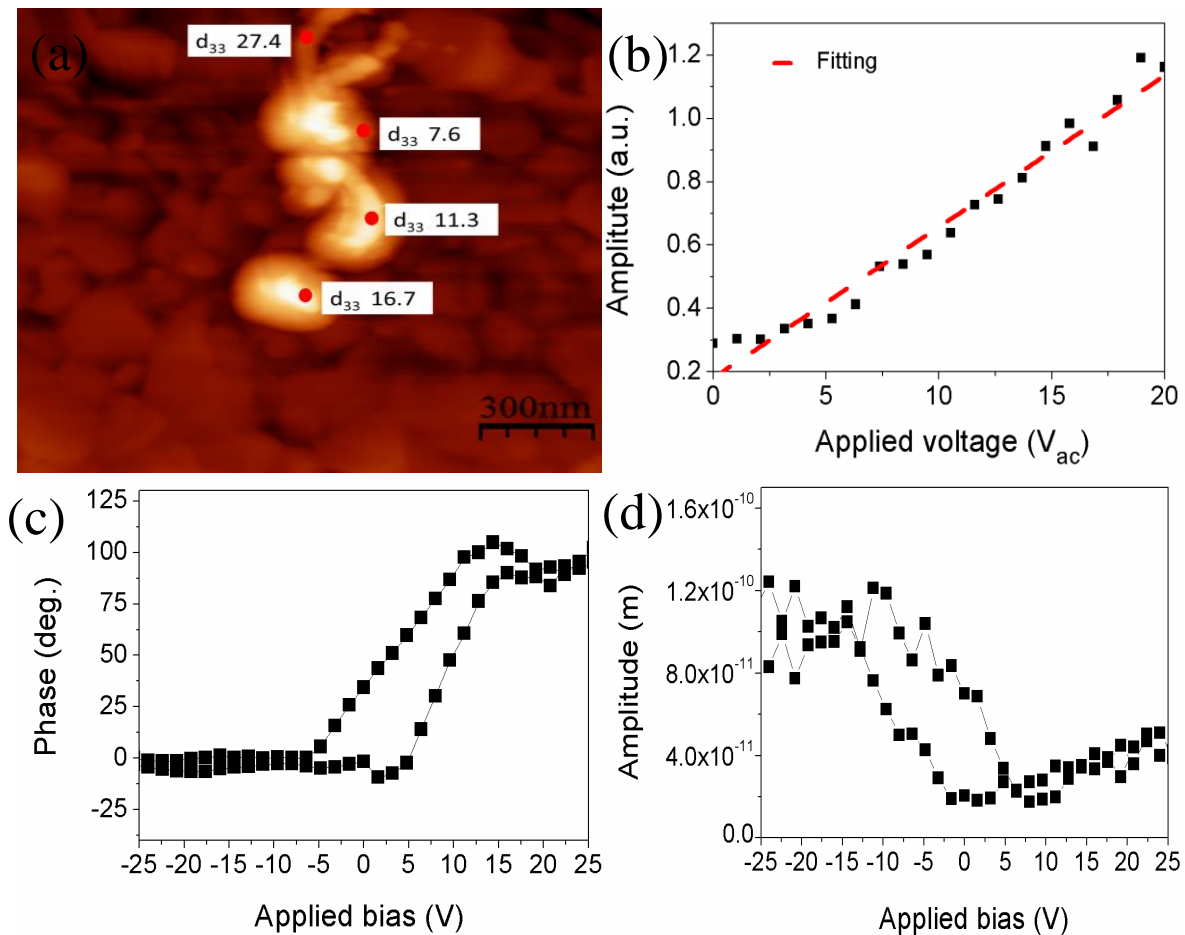 (a)
d33 27.4
d33 7.6
d33 11.3
d33 16.7
300nm
(b)
Fitting
1.2
1.0
0.8
0.6
0.4
0.2
Amplitute (a.u.)
0 5 10 15 20
Applied voltage (Vac)
(c)
125
100
75
50
25
0
-25
Phase (deg.)
-25 -20 -15 -10 -5 0 5 10 15 20 25
Applied bias (V)
(d)
1.6x10-10
1.2x10-10
8.0x10-11
4.0x10-11
0.0
Amplitude (m)
-25 -20 -15 -10 -5 0 5 10 15 20 25
Applied bias (V)